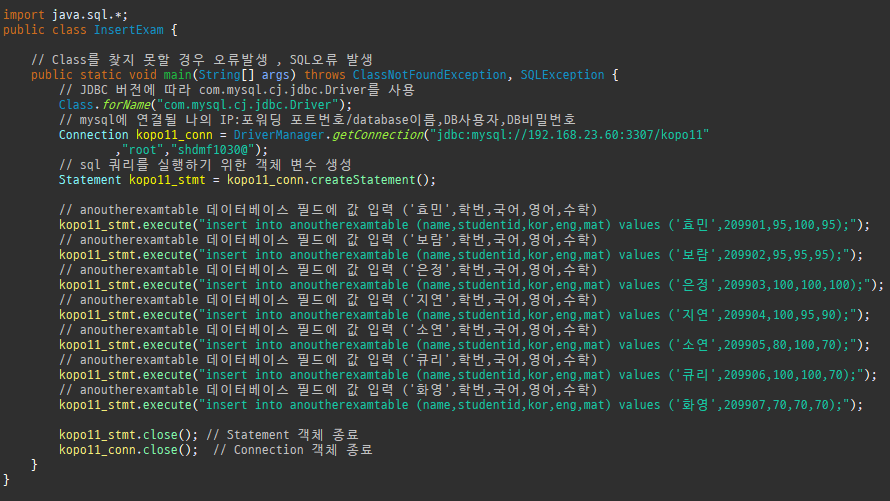 import java.sql.*;
public class InsertExam {
// Class를 찾지 못할 경우 오류발생 , SQL오류 발생
public static void main(String[] args) throws ClassNotFoundException, SQLException {
// JDBC 버전에 따라 com.mysql.cj.jdbc.Driver를 사용
Class.forName("com.mysql.cj.jdbc.Driver");
// mysql에 연결될 나의 IP:포워딩 포트번호/database이름,DB사용자,DB비밀번호
Connection kopo11_conn = DriverManager.getConnection("jdbc:mysql://192.168.23.60:3307/kopo11"
,"root","shdmf1030@");
// sql 쿼리를 실행하기 위한 객체 변수 생성
Statement kopo11_stmt = kopo11_conn.createStatement();
// anoutherexamtable 데이터베이스 필드에 값 입력 ('효민',학번,국어,영어,수학)
kopo11_stmt.execute("insert into anoutherexamtable (name,studentid,kor,eng,mat) values ('효민',209901,95,100,95);");
// anoutherexamtable 데이터베이스 필드에 값 입력 ('보람',학번,국어,영어,수학)
kopo11_stmt.execute("insert into anoutherexamtable (name,studentid,kor,eng,mat) values ('보람',209902,95,95,95);");
// anoutherexamtable 데이터베이스 필드에 값 입력 ('은정',학번,국어,영어,수학)
kopo11_stmt.execute("insert into anoutherexamtable (name,studentid,kor,eng,mat) values ('은정',209903,100,100,100);");
// anoutherexamtable 데이터베이스 필드에 값 입력 ('지연',학번,국어,영어,수학)
kopo11_stmt.execute("insert into anoutherexamtable (name,studentid,kor,eng,mat) values ('지연',209904,100,95,90);");
// anoutherexamtable 데이터베이스 필드에 값 입력 ('소연',학번,국어,영어,수학)
kopo11_stmt.execute("insert into anoutherexamtable (name,studentid,kor,eng,mat) values ('소연',209905,80,100,70);");
// anoutherexamtable 데이터베이스 필드에 값 입력 ('큐리',학번,국어,영어,수학)
kopo11_stmt.execute("insert into anoutherexamtable (name,studentid,kor,eng,mat) values ('큐리',209906,100,100,70);");
// anoutherexamtable 데이터베이스 필드에 값 입력 ('화영',학번,국어,영어,수학)
kopo11_stmt.execute("insert into anoutherexamtable (name,studentid,kor,eng,mat) values ('화영',209907,70,70,70);");
kopo11_stmt.close(); // Statement 객체 종료
kopo11_conn.close(); // Connection 객체 종료
}
}